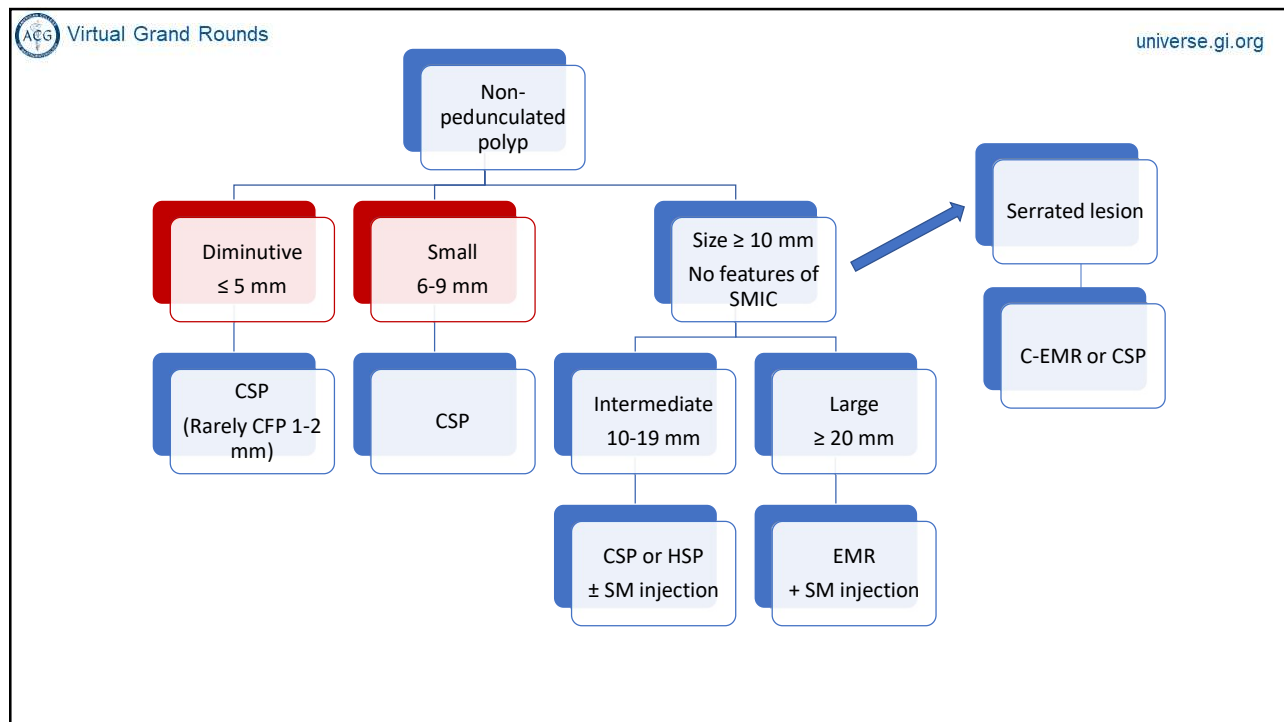 ACG
Virtual Grand Rounds
universe.gi.org
Non-
pedunculated
polyp
Diminutive
≤ 5 mm
Small
6-9 mm
Size ≥ 10 mm
No features of
SMIC
Serrated lesion
CSP
(Rarely CFP 1-2
mm)
CSP
Intermediate
10-19 mm
Large
≥ 20 mm
C-EMR or CSP
CSP or HSP
± SM injection
EMR
+ SM injection